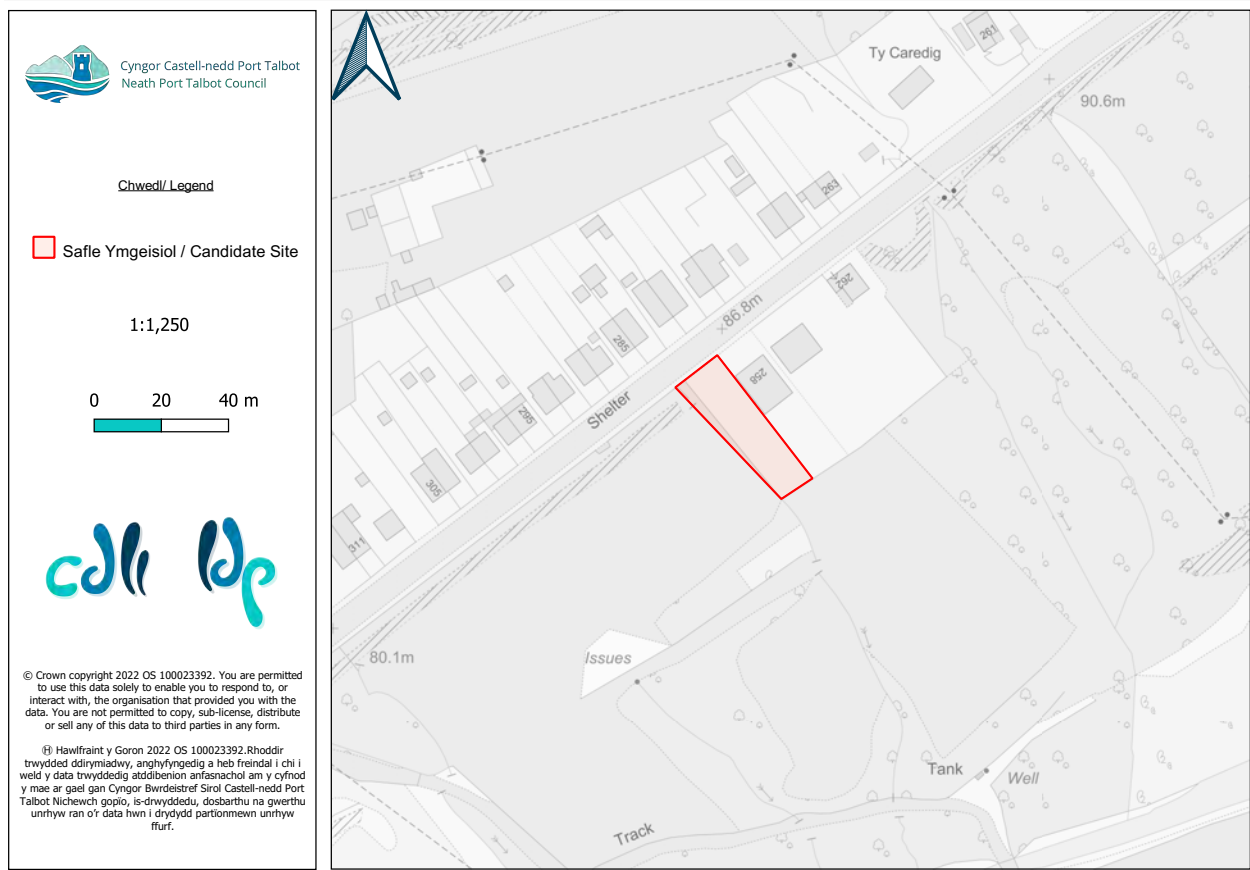 Cyngor Castell-nedd Port Talbot
Neath Port Talbot Council
Chwedl/ Legend
Safle Ymgeisiol / Candidate Site
1:1,250
0 20 40 m
cdll ldp
© Crown copyright 2022 OS 100023392. You are permitted
to use this data solely to enable you to respond to, or
interact with, the organisation that provided you with the
data. You are not permitted to copy, sub-license, distribute
or sell any of this data to third parties in any form.
Ⓗ Hawlfraint y Goron 2022 OS 100023392.Rhoddir
trwydded ddirymiadwy, anghyfyngedig a heb freindal i chi i
weld y data trwyddedig atddibenion anfasnachol am y cyfnod
y mae ar gael gan Cyngor Bwrdeistref Sirol Castell-nedd Port
Talbot Nichewch gopïo, is-drwyddedu, dosbarthu na gwerthu
unrhyw ran o'r data hwn i drydydd partïonmewn unrhyw
ffurf.
261
Ty Caredig
90.6m
263
262
86.8m
285
258
Shelter
295
305
311
80.1m
Issues
Tank
Well
Track